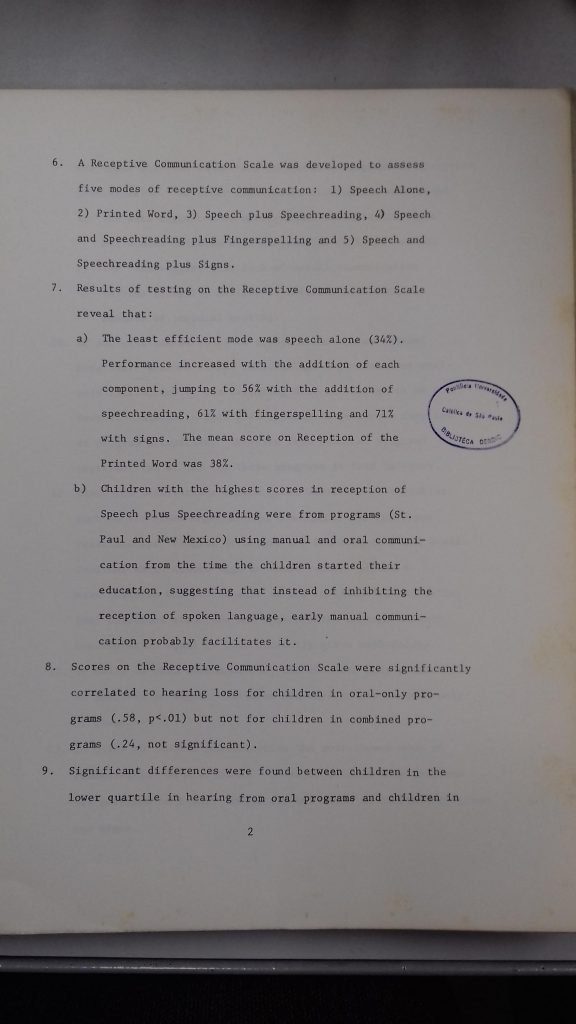 6. A Receptive Communication Scale was developed to assess
five modes of receptive communication: 1) Speech Alone,
2) Printed Word, 3) Speech plus Speechreading, 4) Speech
and Speechreading plus Fingerspelling and 5) Speech and
Speechreading plus Signs.
7. Results of testing on the Receptive Communication Scale
reveal that:
a) The least efficient mode was speech alone (34%).
Performance increased with the addition of each
component, jumping to 56% with the addition of
speechreading, 61% with fingerspelling and 71%
with signs. The mean score on Reception of the
Printed Word was 38%.
b) Children with the highest scores in reception of
Speech plus Speechreading were from programs (St.
Paul and New Mexico) using manual and oral communi-
cation from the time the children started their
education, suggesting that instead of inhibiting the
reception of spoken language, early manual communi-
cation probably facilitates it.
8. Scores on the Receptive Communication Scale were significantly
correlated to hearing loss for children in oral-only pro-
grams (.58, p<.01) but not for children in combined pro-
grams (.24, not significant).
9. Significant differences were found between children in the
lower quartile in hearing from oral programs and children in
2
Pontifícia Universidade
Católica de São Paulo
BIBLIOTÉCA DERDIC